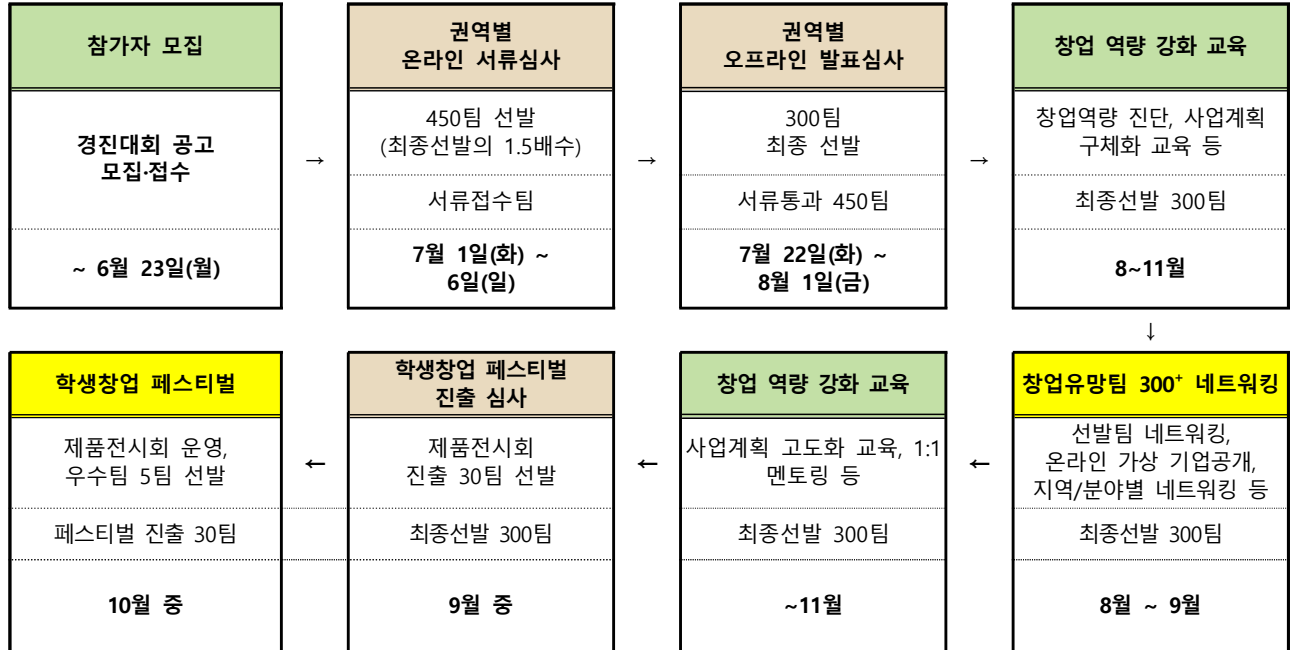 참가자 모집
경진대회 공고
모집·접수
~ 6월 23일(월)
→
권역별
온라인 서류심사
450팀 선발
(최종선발의 1.5배수)
서류접수팀
7월 1일(화) ~
6일(일)
→
권역별
오프라인 발표심사
300팀
최종 선발
서류통과 450팀
7월 22일(화) ~
8월 1일(금)
→
창업 역량 강화 교육
창업역량 진단, 사업계획
구체화 교육 등
최종선발 300팀
8~11월
↓
창업유망팀 300⁺ 네트워킹
선발팀 네트워킹,
온라인 가상 기업공개,
지역/분야별 네트워킹 등
최종선발 300팀
8월 ~ 9월
←
창업 역량 강화 교육
사업계획 고도화 교육, 1:1
멘토링 등
최종선발 300팀
~11월
←
학생창업 페스티벌
진출 심사
제품전시회
진출 30팀 선발
최종선발 300팀
9월 중
←
학생창업 페스티벌
제품전시회 운영,
우수팀 5팀 선발
페스티벌 진출 30팀
10월 중